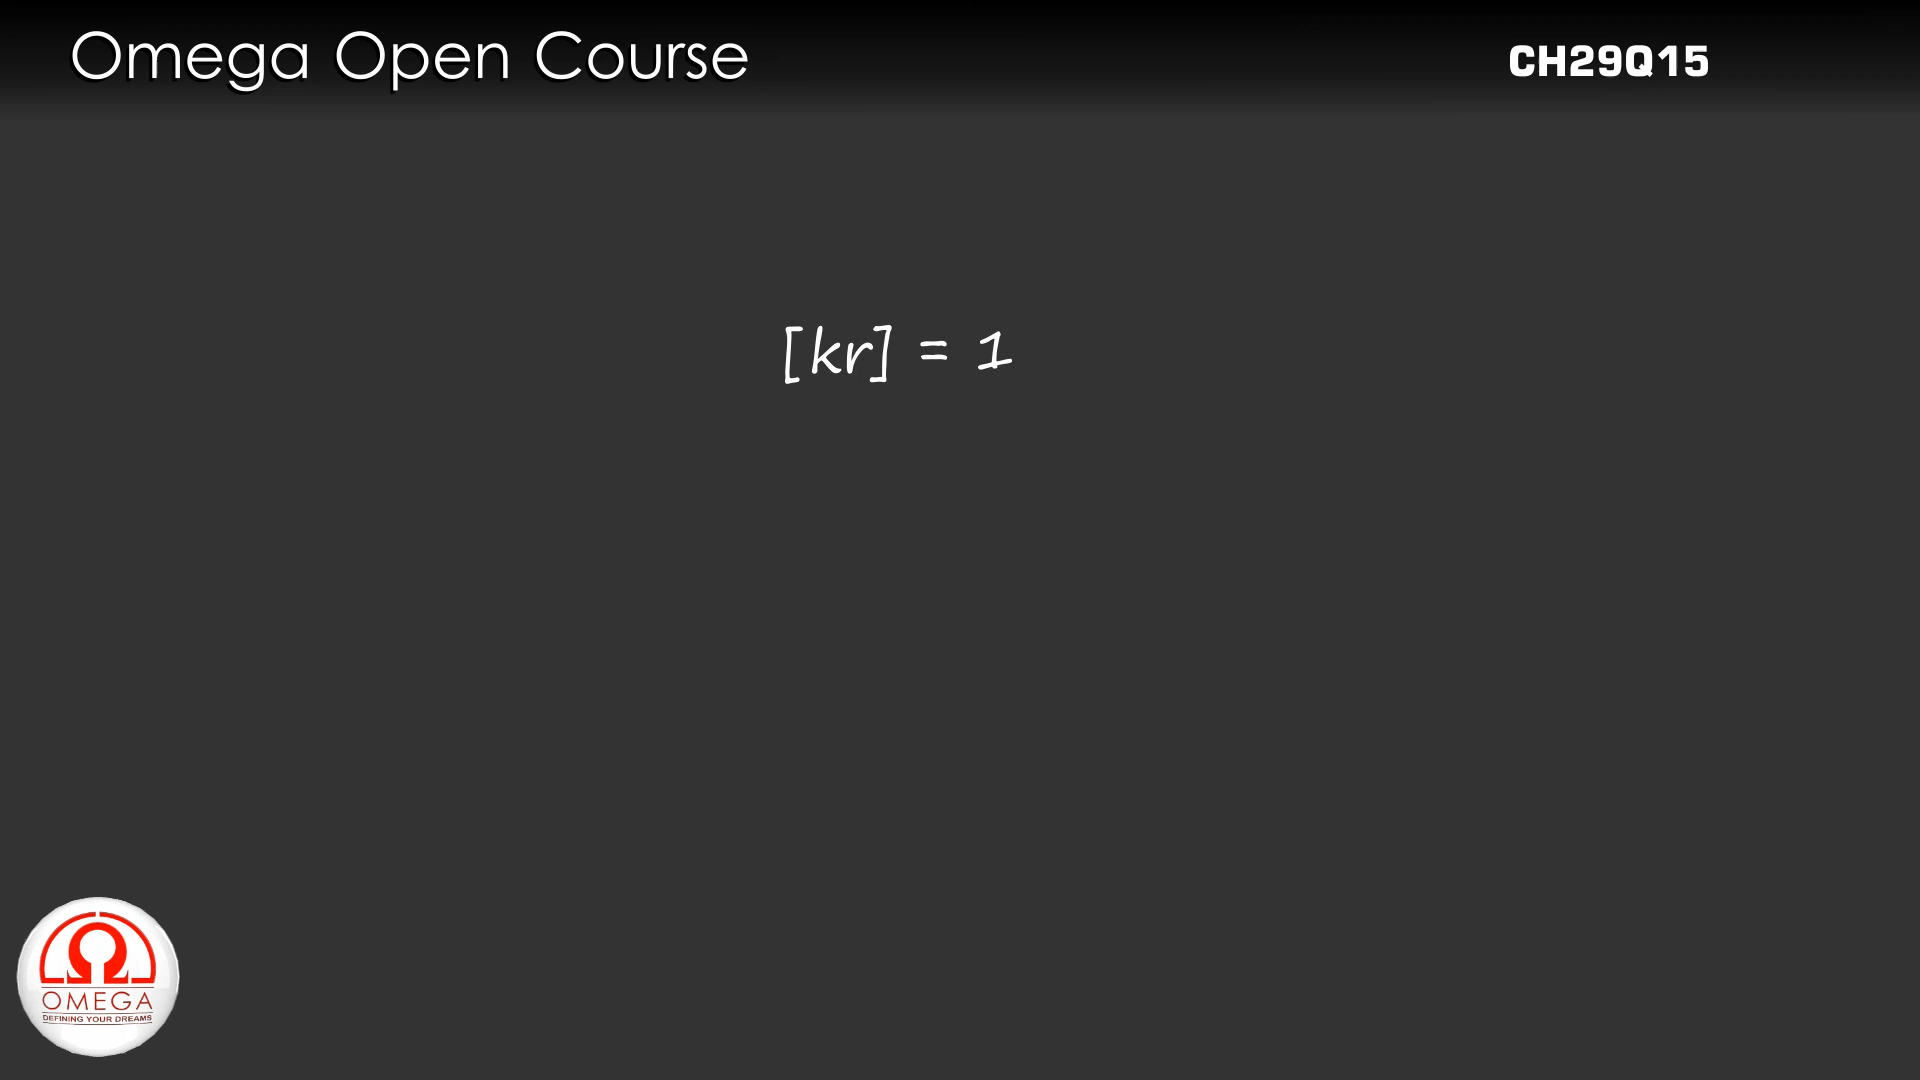 Omega Open Course
CH29Q15
[kr] = 1
Ω
OMEGA
DEFINING YOUR DREAMS